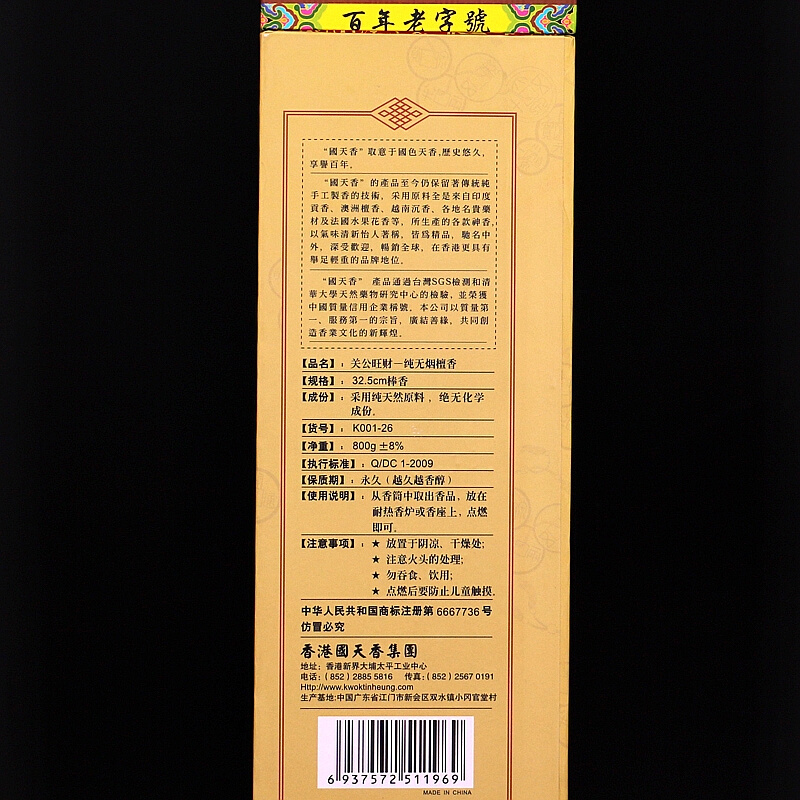 百年老字號
“國天香”取意于國色天香,歷史悠久,
享譽百年。
“國天香”的產品至今仍保留著傳統純
手工製香的技術，采用原料全是來自印度
貢香、澳洲檀香、越南沉香、各地名貴藥
材及法國水果花香等，所生產的各款神香,
以氣味清新怡人著稱，皆爲精品，馳名中
外，深受歡迎，暢銷全球，在香港更具有
舉足輕重的品牌地位。
“國天香” 產品通過台灣SGS檢測和清
華大學天然藥物研究中心的檢驗，並榮獲
中國質量信用企業稱號，本公司以質量第
一、服務第一的宗旨，廣結善緣，共同創
造香業文化的新輝煌。
【品名】：关公旺财一纯无烟檀香
【规格】：32.5cm棒香
【成份】：采用纯天然原料，绝无化学
成份。
【货号】：K001-26
【净重】：800g ±8%
【执行标准】：Q/DC 1-2009
【保质期】：永久（越久越香醇）
【使用说明】：从香筒中取出香品，放在
耐热香炉或香座上，点燃
即可。
【注意事项】：★ 放置于阴凉、干燥处;
★ 注意火头的处理;
★ 勿吞食、饮用;
★ 点燃后要防止儿童触摸.
中华人民共和国商标注册第 6667736 号
仿冒必究
香港國天香集團
地址：香港新界大埔太平工业中心
电话：（852）2885 5816 传真：（852）2567 0191
Http://www.kwoktinheung.com
生产基地:中国广东省江门市新会区双水镇小冈官堂村
6 937572 511969
MADE IN CHINA